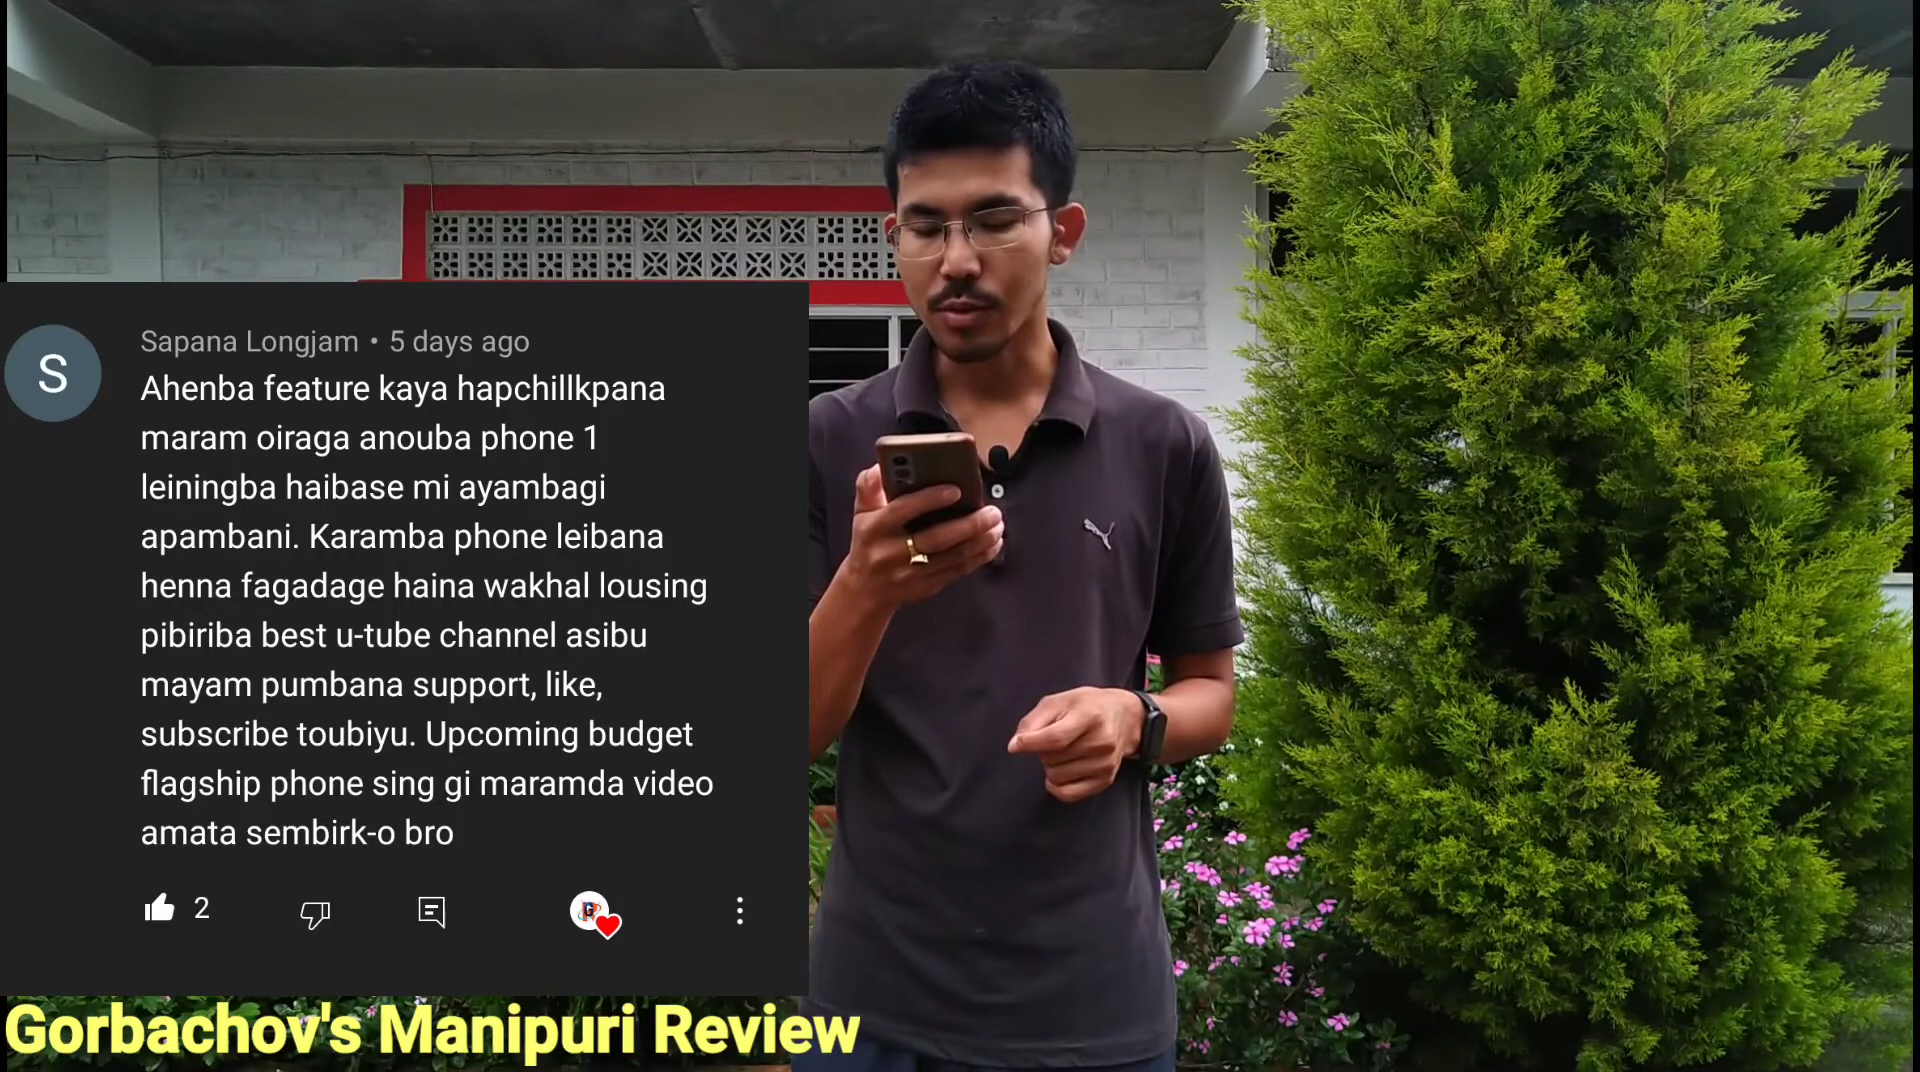 Sapana Longjam • 5 days ago
Ahenba feature kaya hapchillkpana
maram oiraga anouba phone 1
leiningba haibase mi ayambagi
apambani. Karamba phone leibana
henna fagadage haina wakhal lousing
pibiriba best u-tube channel asibu
mayam pumbana support, like,
subscribe toubiyu. Upcoming budget
flagship phone sing gi maramda video
amata sembirk-o bro
2
Gorbachov's Manipuri Review